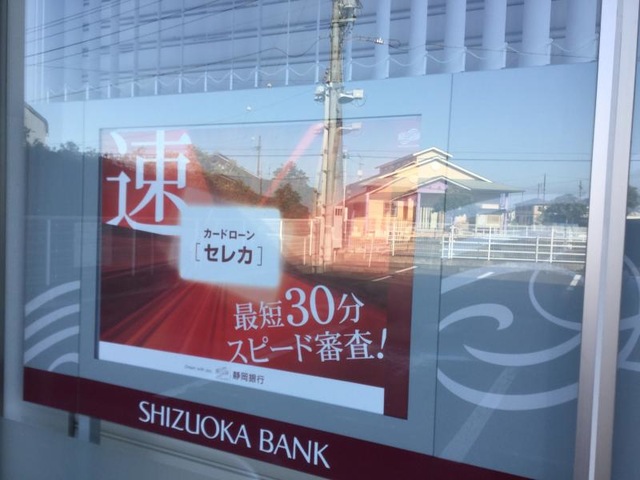 速
カードローン
[セレカ]
最短30分
スピード審査!
静岡銀行
SHIZUOKA BANK